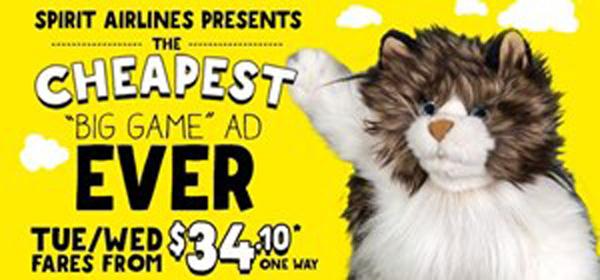 SPIRIT AIRLINES PRESENTS
THE
CHEAPEST
"BIG GAME" AD
EVER
TUE/WED $34.10*
FARES FROM ONE WAY